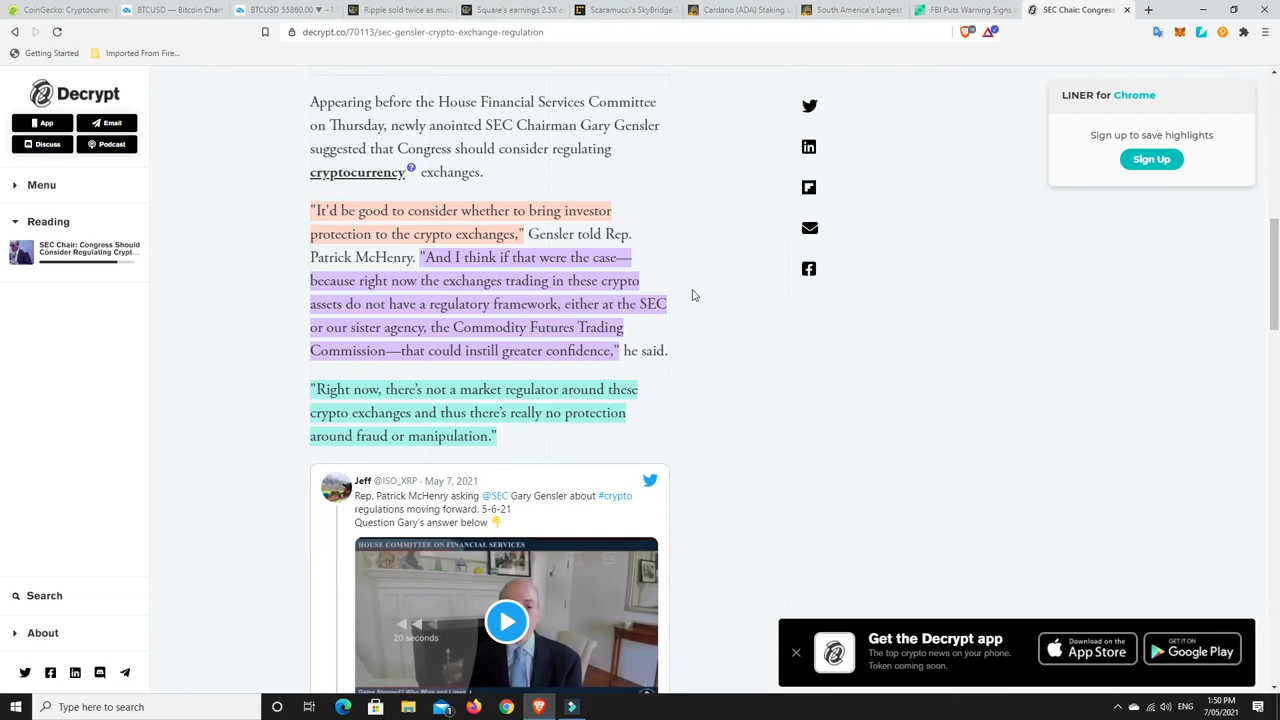 CoinGecko: Cryptocurren
BTCUSD — Bitcoin Chart
BTCUSD 55860.00 ▼ −1.
Ripple sold twice as muc
Square's earnings 2.5X e
Scaramucci's SkyBridge T
Cardano (ADA) Staking L
South America's Largest
FBI Puts Warning Signs o
SEC Chair: Congress
decrypt.co/70113/sec-gensler-crypto-exchange-regulation
Getting Started
Imported From Fire...
Decrypt
App
Email
Discuss
Podcast
Menu
Reading
SEC Chair: Congress Should
Consider Regulating Crypt...
Search
About
Appearing before the House Financial Services Committee
on Thursday, newly anointed SEC Chairman Gary Gensler
suggested that Congress should consider regulating
cryptocurrency ? exchanges.
"It'd be good to consider whether to bring investor
protection to the crypto exchanges," Gensler told Rep.
Patrick McHenry. "And I think if that were the case—
because right now the exchanges trading in these crypto
assets do not have a regulatory framework, either at the SEC
or our sister agency, the Commodity Futures Trading
Commission—that could instill greater confidence," he said.
"Right now, there's not a market regulator around these
crypto exchanges and thus there's really no protection
around fraud or manipulation."
Jeff @ISO_XRP · May 7, 2021
Rep. Patrick McHenry asking @SEC Gary Gensler about #crypto
regulations moving forward. 5-6-21
Question Gary's answer below
HOUSE COMMITTEE ON FINANCIAL SERVICES
20 seconds
Game Stopped? Who Wins and Loses
LINER for Chrome
Sign up to save highlights
Sign Up
Get the Decrypt app
The top crypto news on your phone.
Token coming soon.
Download on the
App Store
GET IT ON
Google Play
Type here to search
ENG
1:50 PM
7/05/2021